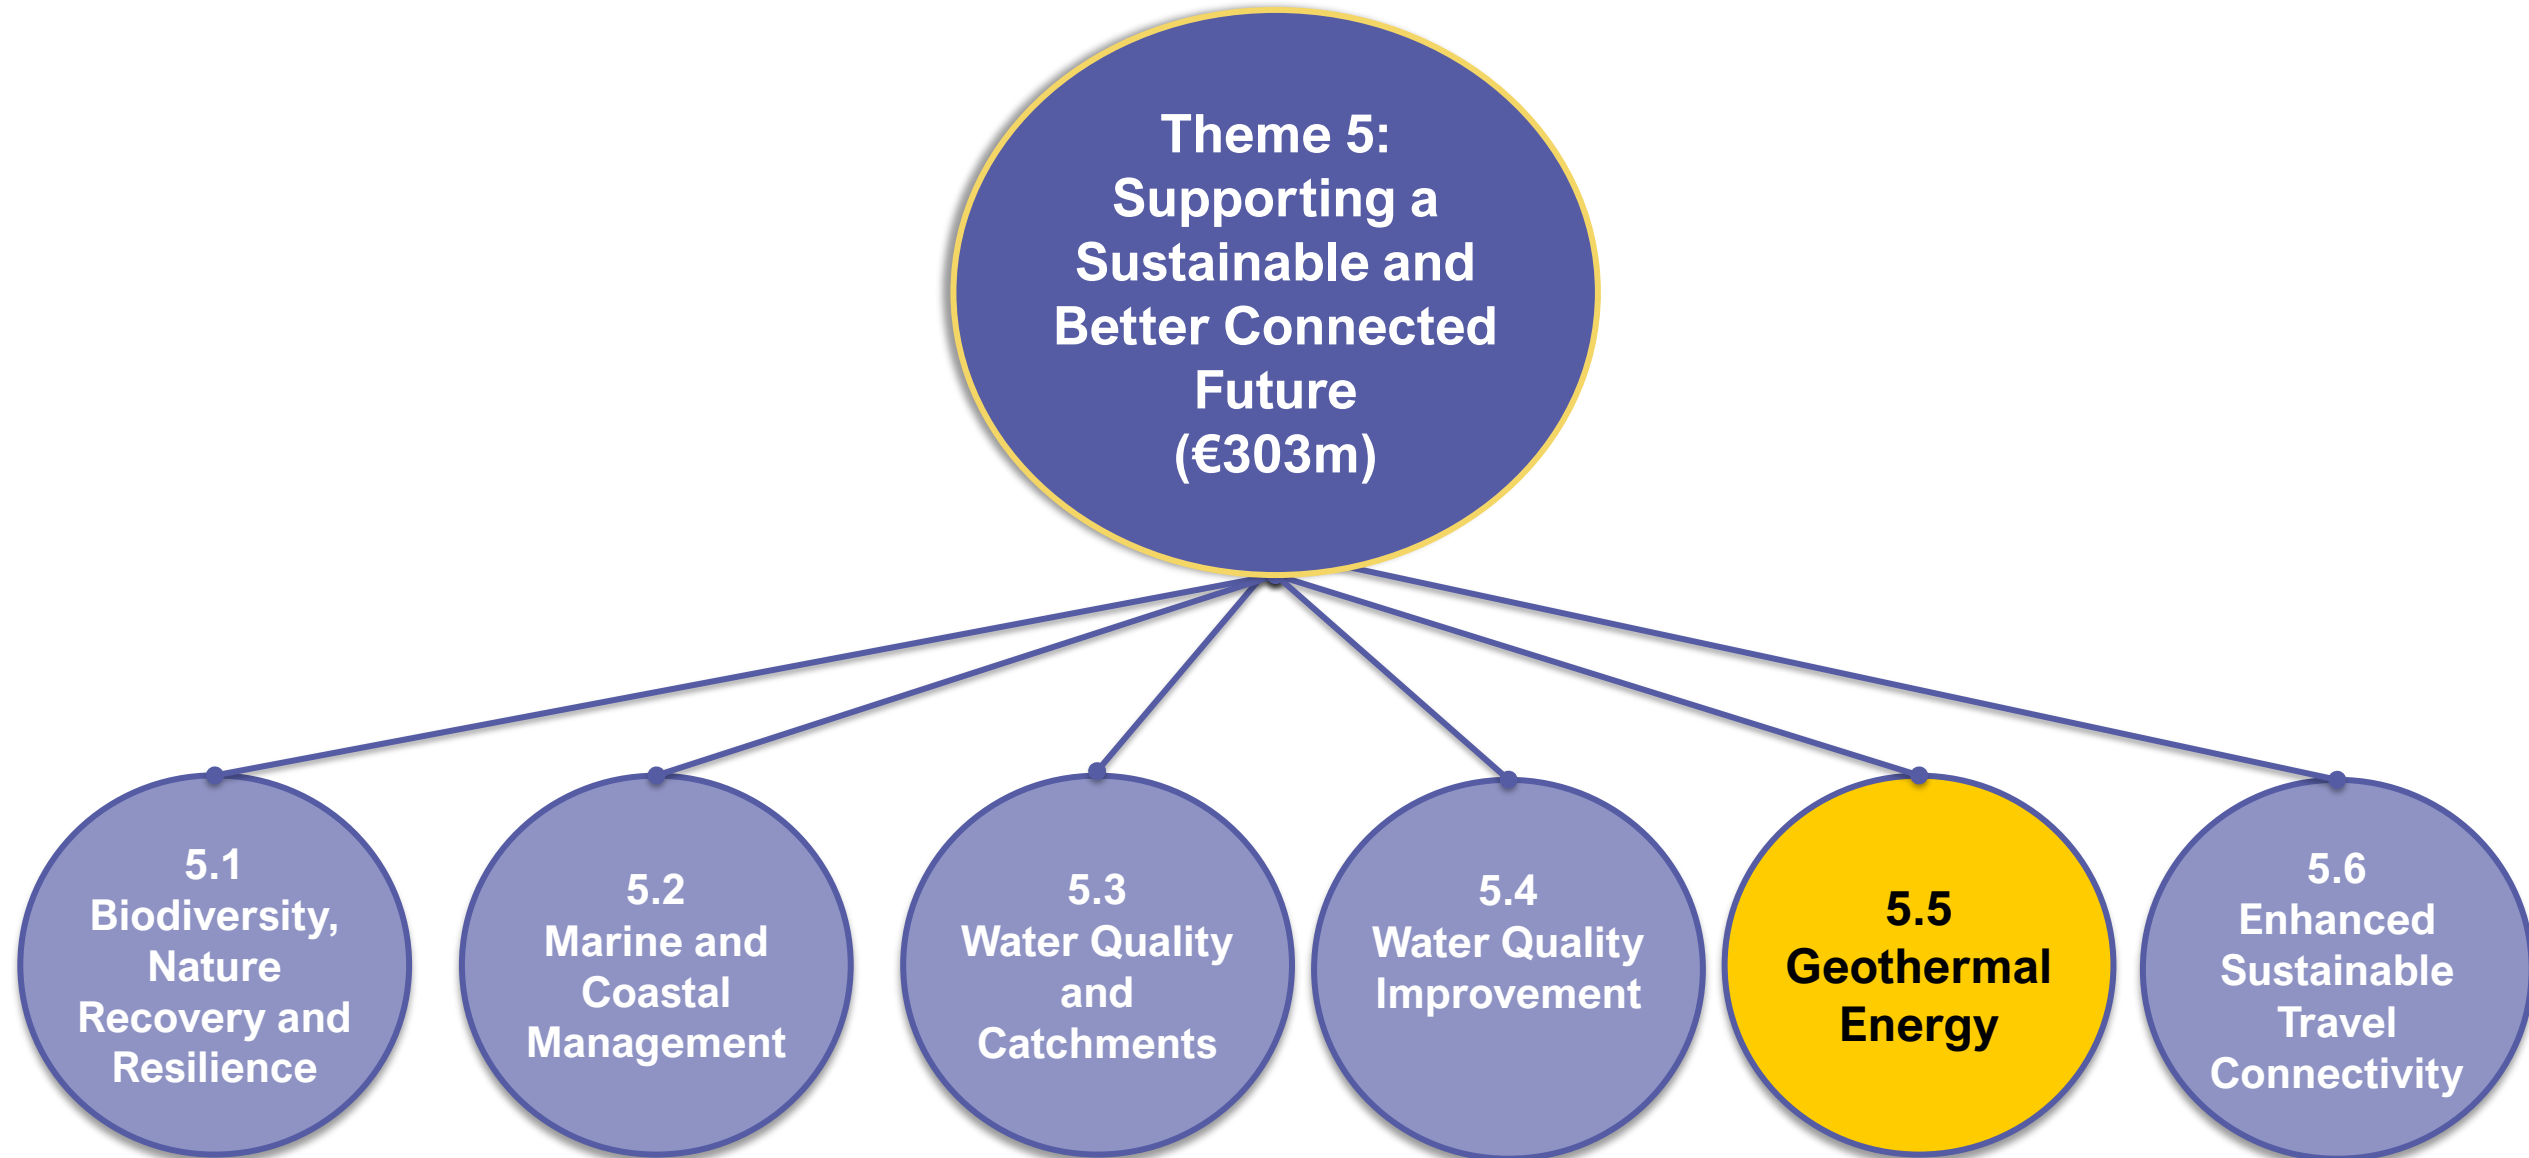 Theme 5:
Supporting a
Sustainable and
Better Connected
Future
(€303m)
5.1
Biodiversity,
Nature
Recovery and
Resilience
5.2
Marine and
Coastal
Management
5.3
Water Quality
and
Catchments
5.4
Water Quality
Improvement
5.5
Geothermal
Energy
5.6
Enhanced
Sustainable
Travel
Connectivity